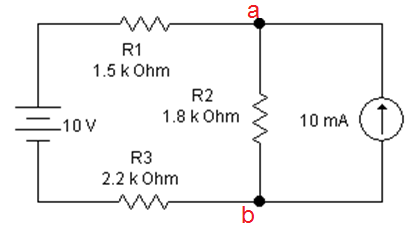 a
R1
1.5 k Ohm
R2
1.8 k Ohm
10 mA
10 V
R3
2.2 k Ohm
b